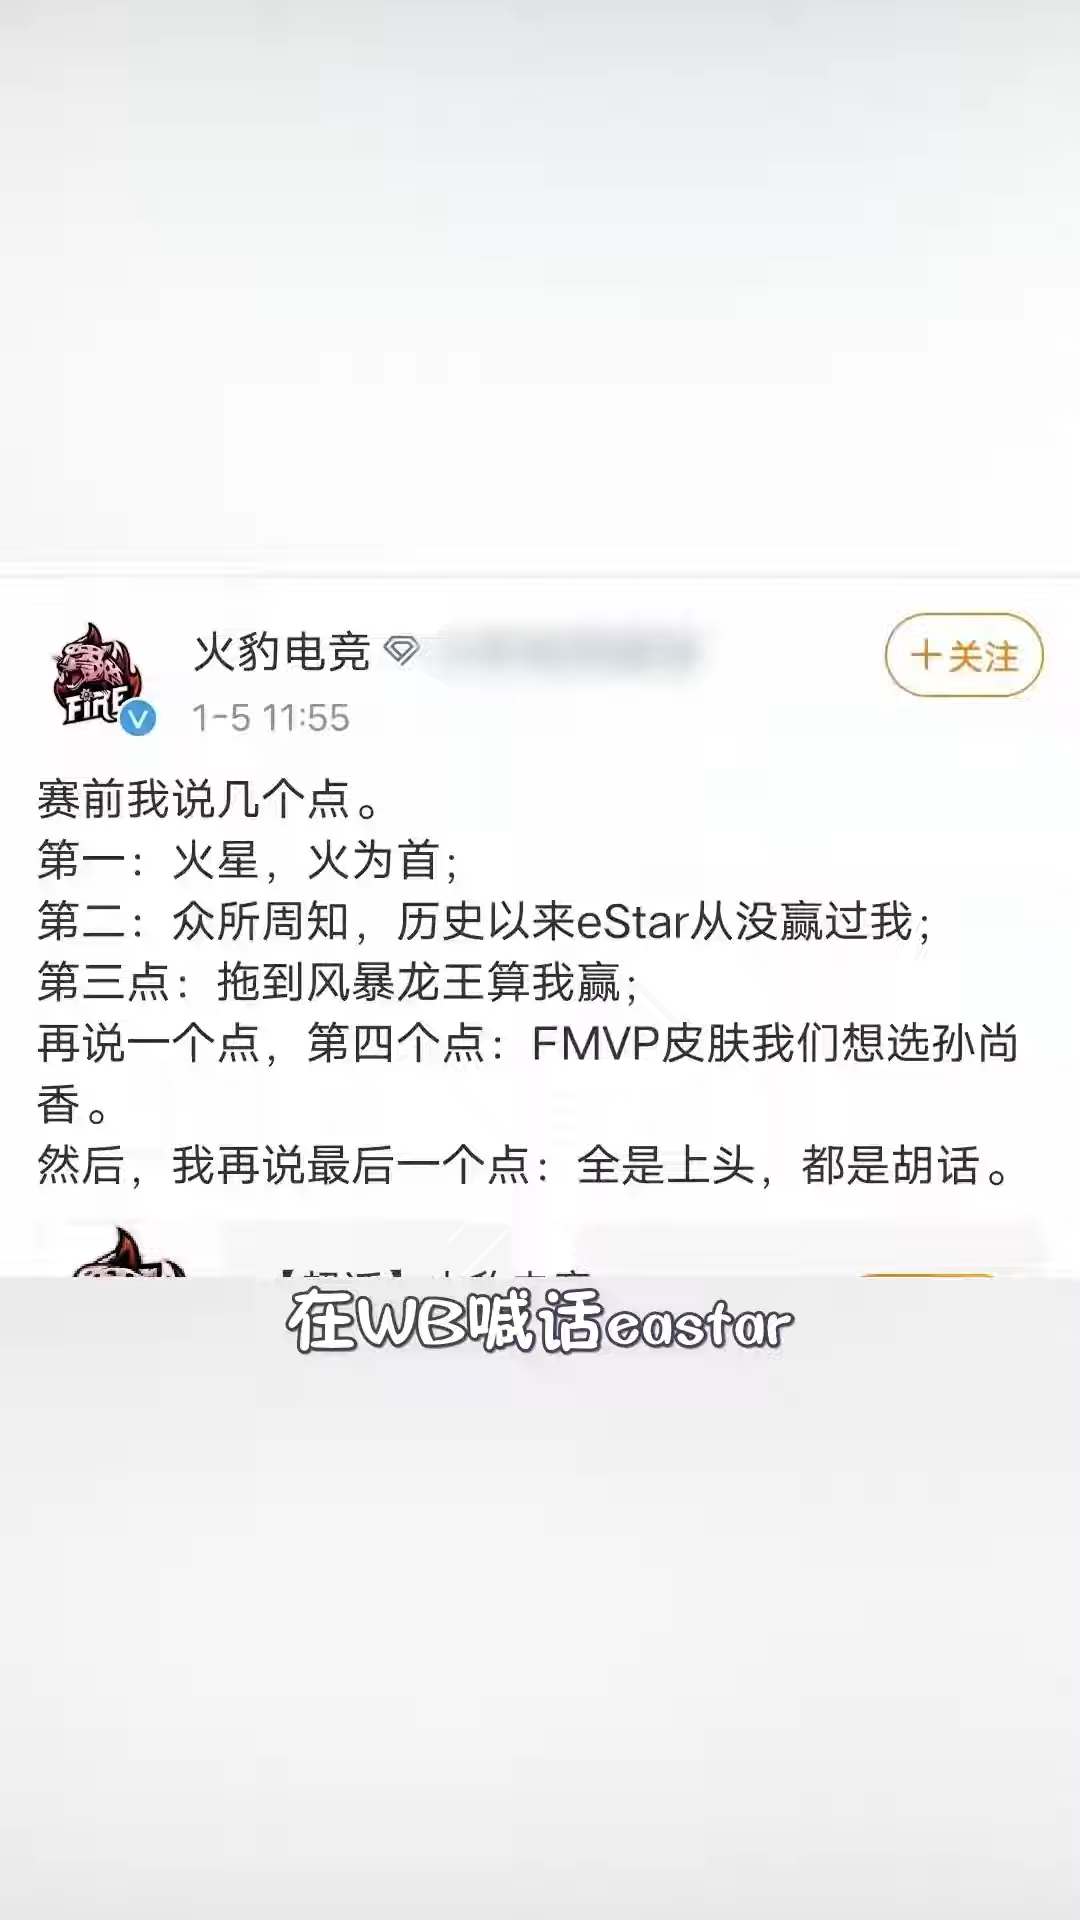 火豹电竞
+关注
FIRE
1-5 11:55
赛前我说几个点。
第一：火星，火为首；
第二：众所周知，历史以来eStar从没赢过我；
第三点：拖到风暴龙王算我赢；
再说一个点，第四个点：FMVP皮肤我们想选孙尚
香。
然后，我再说最后一个点：全是上头，都是胡话。
在WB喊话eastar